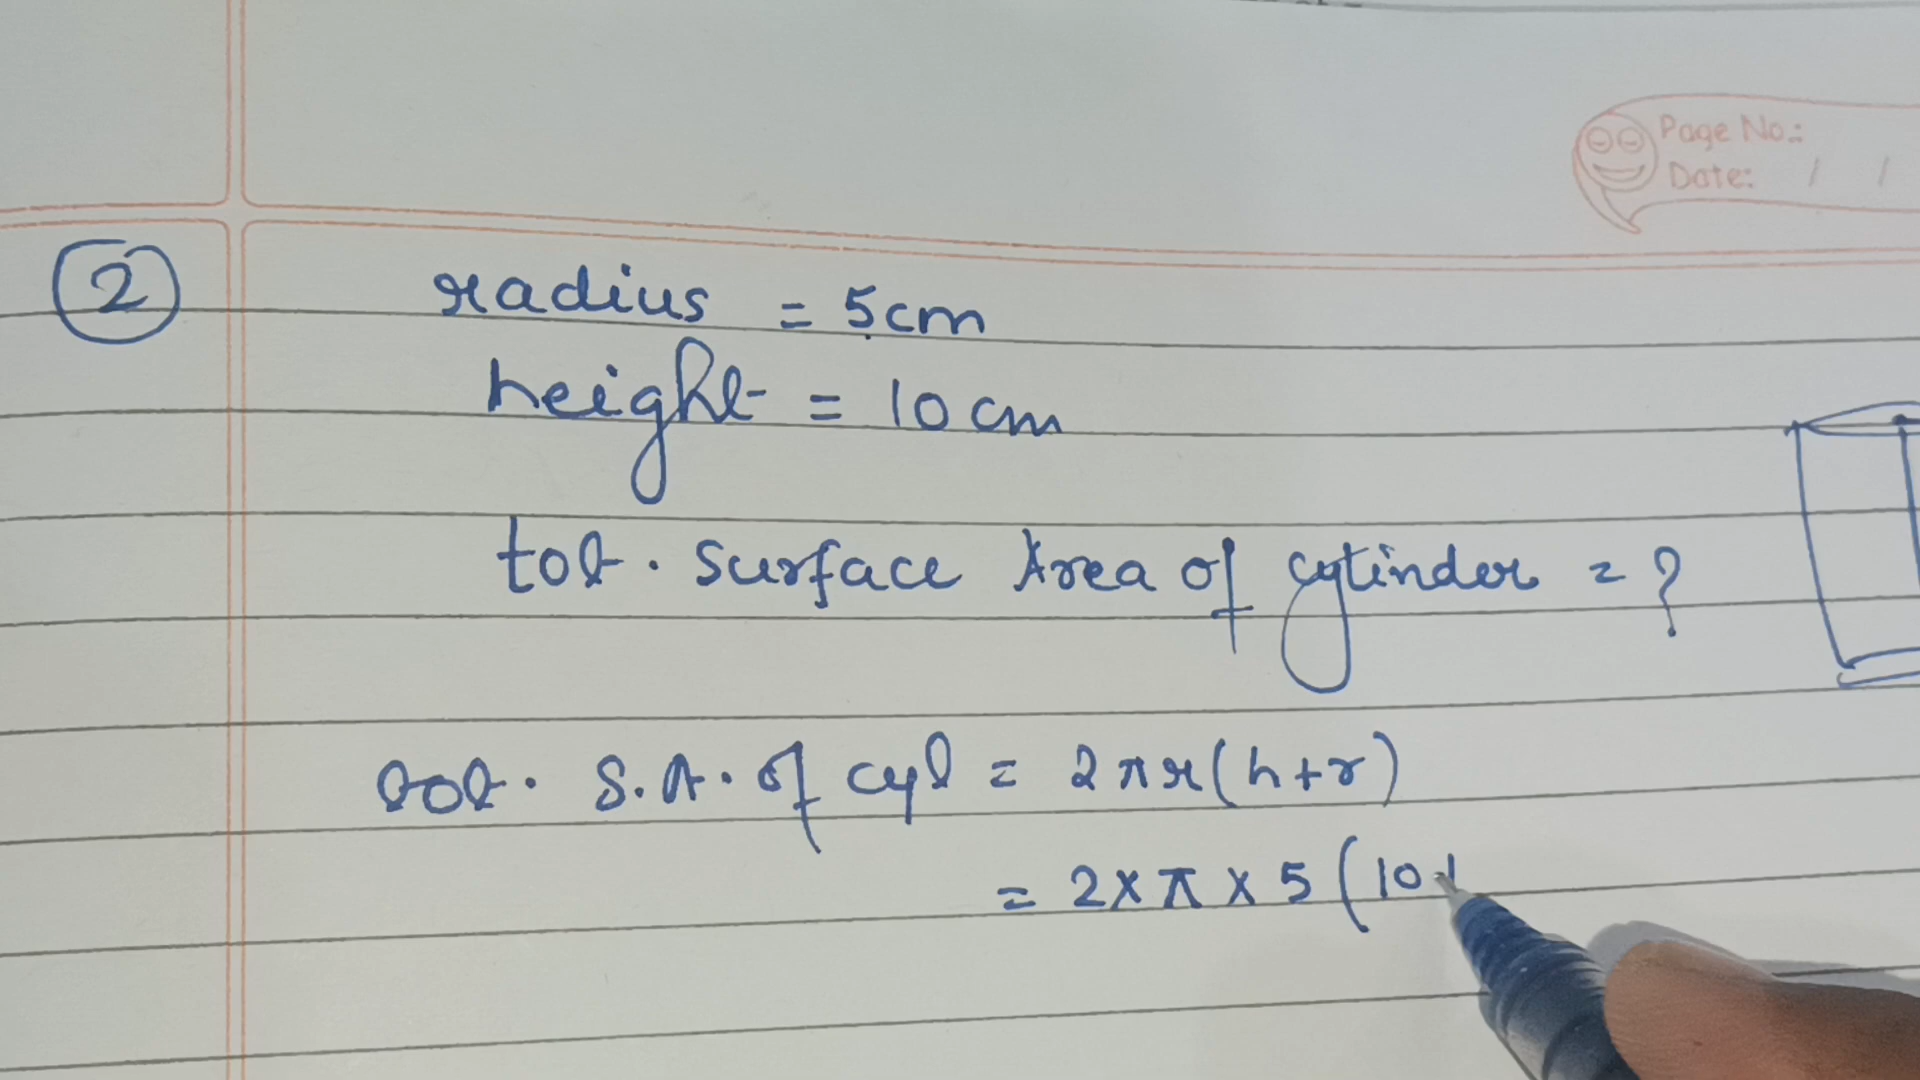 Page No.:
Date: / /
2 radius = 5cm
height = 10 cm
tot. surface Area of cylinder = ?
tot. S.A. of cyl = 2πr(h+r)
= 2×π×5(10+